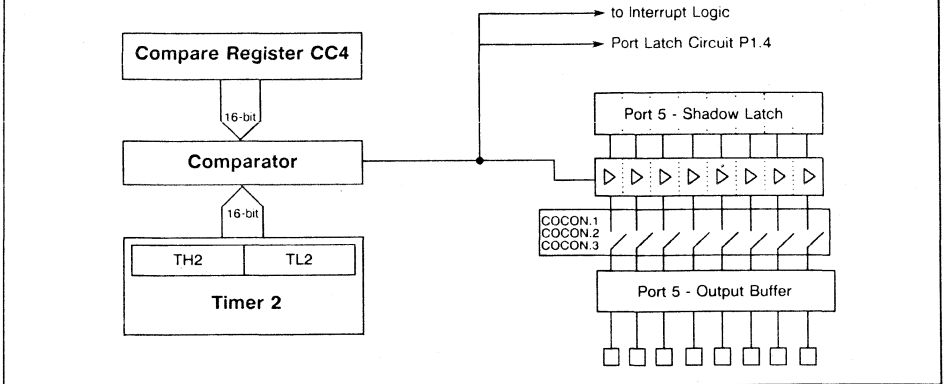 to Interrupt Logic
Port Latch Circuit P1.4
Compare Register CC4
16-bit
Comparator
16-bit
TH2
TL2
Timer 2
Port 5 - Shadow Latch
COCON.1
COCON.2
COCON.3
Port 5 - Output Buffer